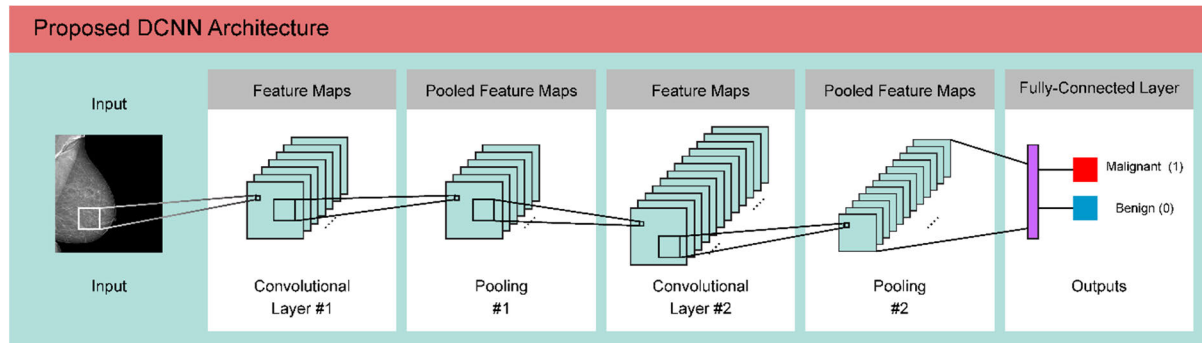 Proposed DCNN Architecture
Input
Feature Maps
Pooled Feature Maps
Feature Maps
Pooled Feature Maps
Fully-Connected Layer
Malignant (1)
Benign (0)
Input
Convolutional
Layer #1
Pooling
#1
Convolutional
Layer #2
Pooling
#2
Outputs